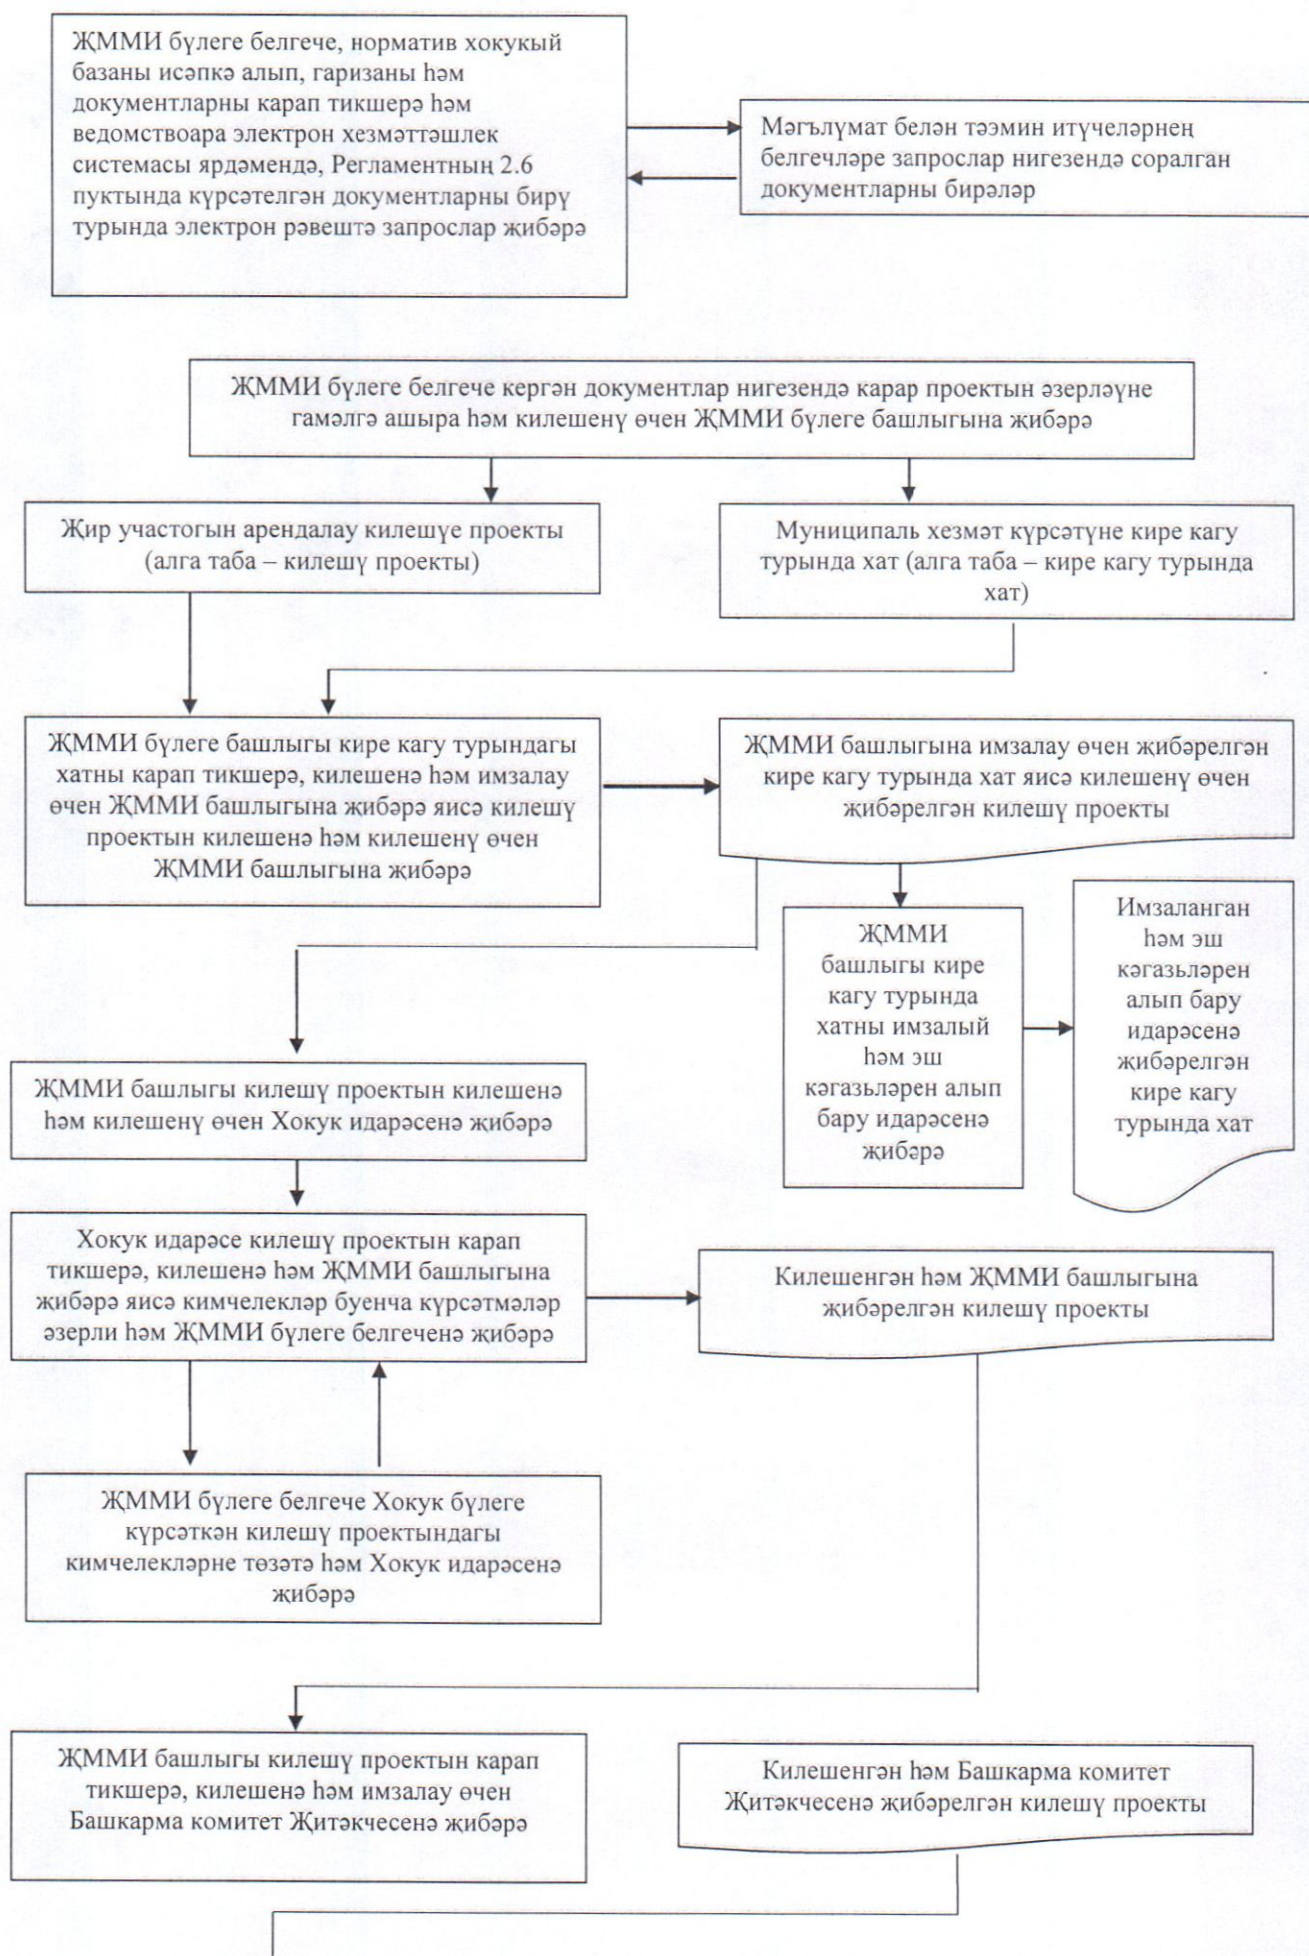 ҖММИ бүлеге белгече, норматив хокукый
базаны исәпкә алып, гаризаны һәм
документларны карап тикшерә һәм
ведомствоара электрон хезмәттәшлек
системасы ярдәмендә, Регламентның 2.6
пуктында күрсәтелгән документларны бирү
турында электрон рәвештә запрослар җибәрә
Мәгълүмат белән тәэмин итүчеләрнең
белгечләре запрослар нигезендә соралган
документларны бирәләр
ҖММИ бүлеге белгече кергән документлар нигезендә карар проектын әзерләүне
гамәлгә ашыра һәм килешенү өчен ҖММИ бүлеге башлыгына җибәрә
Җир участогын арендалау килешүе проекты
(алга таба – килешү проекты)
Муниципаль хезмәт күрсәтүне кире кагу
турында хат (алга таба – кире кагу турында
хат)
ҖММИ бүлеге башлыгы кире кагу турындагы
хатны карап тикшерә, килешенә һәм имзалау
өчен ҖММИ башлыгына җибәрә яисә килешү
проектын килешенә һәм килешенү өчен
ҖММИ башлыгына җибәрә
ҖММИ башлыгына имзалау өчен җибәрелгән
кире кагу турында хат яисә килешенү өчен
җибәрелгән килешү проекты
ҖММИ
башлыгы кире
кагу турында
хатны имзалый
һәм эш
кәгазьләрен алып
бару идарәсенә
җибәрә
Имзаланган
һәм эш
кәгазьләрен
алып бару
идарәсенә
җибәрелгән
кире кагу
турында хат
ҖММИ башлыгы килешү проектын килешенә
һәм килешенү өчен Хокук идарәсенә җибәрә
Хокук идарәсе килешү проектын карап
тикшерә, килешенә һәм ҖММИ башлыгына
җибәрә яисә кимчелекләр буенча күрсәтмәләр
әзерли һәм ҖММИ бүлеге белгеченә җибәрә
Килешенгән һәм ҖММИ башлыгына
җибәрелгән килешү проекты
ҖММИ бүлеге белгече Хокук бүлеге
күрсәткән килешү проектындагы
кимчелекләрне төзәтә һәм Хокук идарәсенә
җибәрә
ҖММИ башлыгы килешү проектын карап
тикшерә, килешенә һәм имзалау өчен
Башкарма комитет Җитәкчесенә җибәрә
Килешенгән һәм Башкарма комитет
Җитәкчесенә җибәрелгән килешү проекты